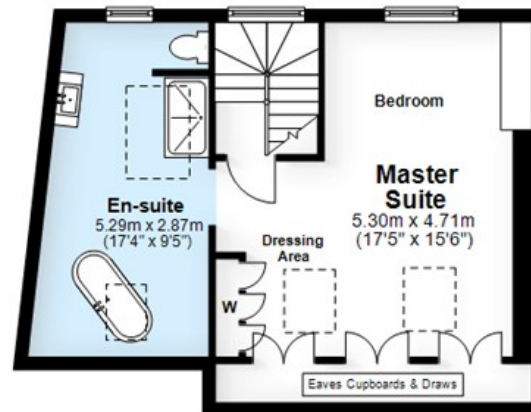 Bedroom
Master
Suite
5.30m x 4.71m
(17'5" x 15'6")
En-suite
5.29m x 2.87m
(17'4" x 9'5")
Dressing
Area
W
Eaves Cupboards & Draws